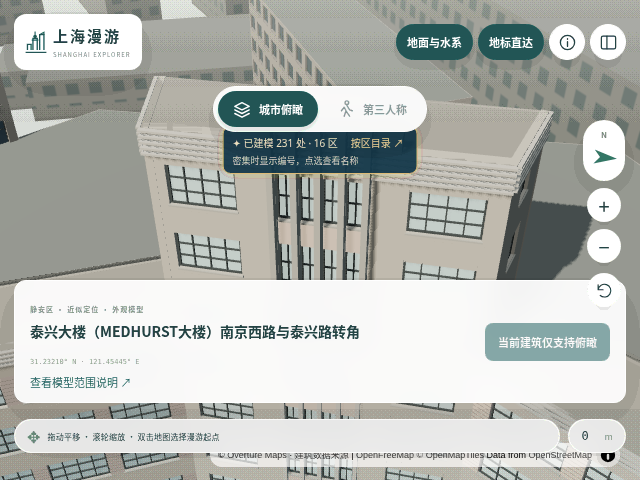 上海漫游
SHANGHAI EXPLORER
地面与水系
地标直达
城市俯瞰
第三人称
✦ 已建模 231 处 · 16 区 按区目录 ↗
密集时显示编号，点选查看名称
N
+
−
静安区 · 近似定位 · 外观模型
泰兴大楼（MEDHURST大楼）南京西路与泰兴路转角
31.23210° N · 121.45445° E
查看模型范围说明 ↗
当前建筑仅支持俯瞰
拖动平移 · 滚轮缩放 · 双击地图选择漫游起点
0 m
© Overture Maps · 建筑数据来源 | OpenFreeMap © OpenMapTiles Data from OpenStreetMap